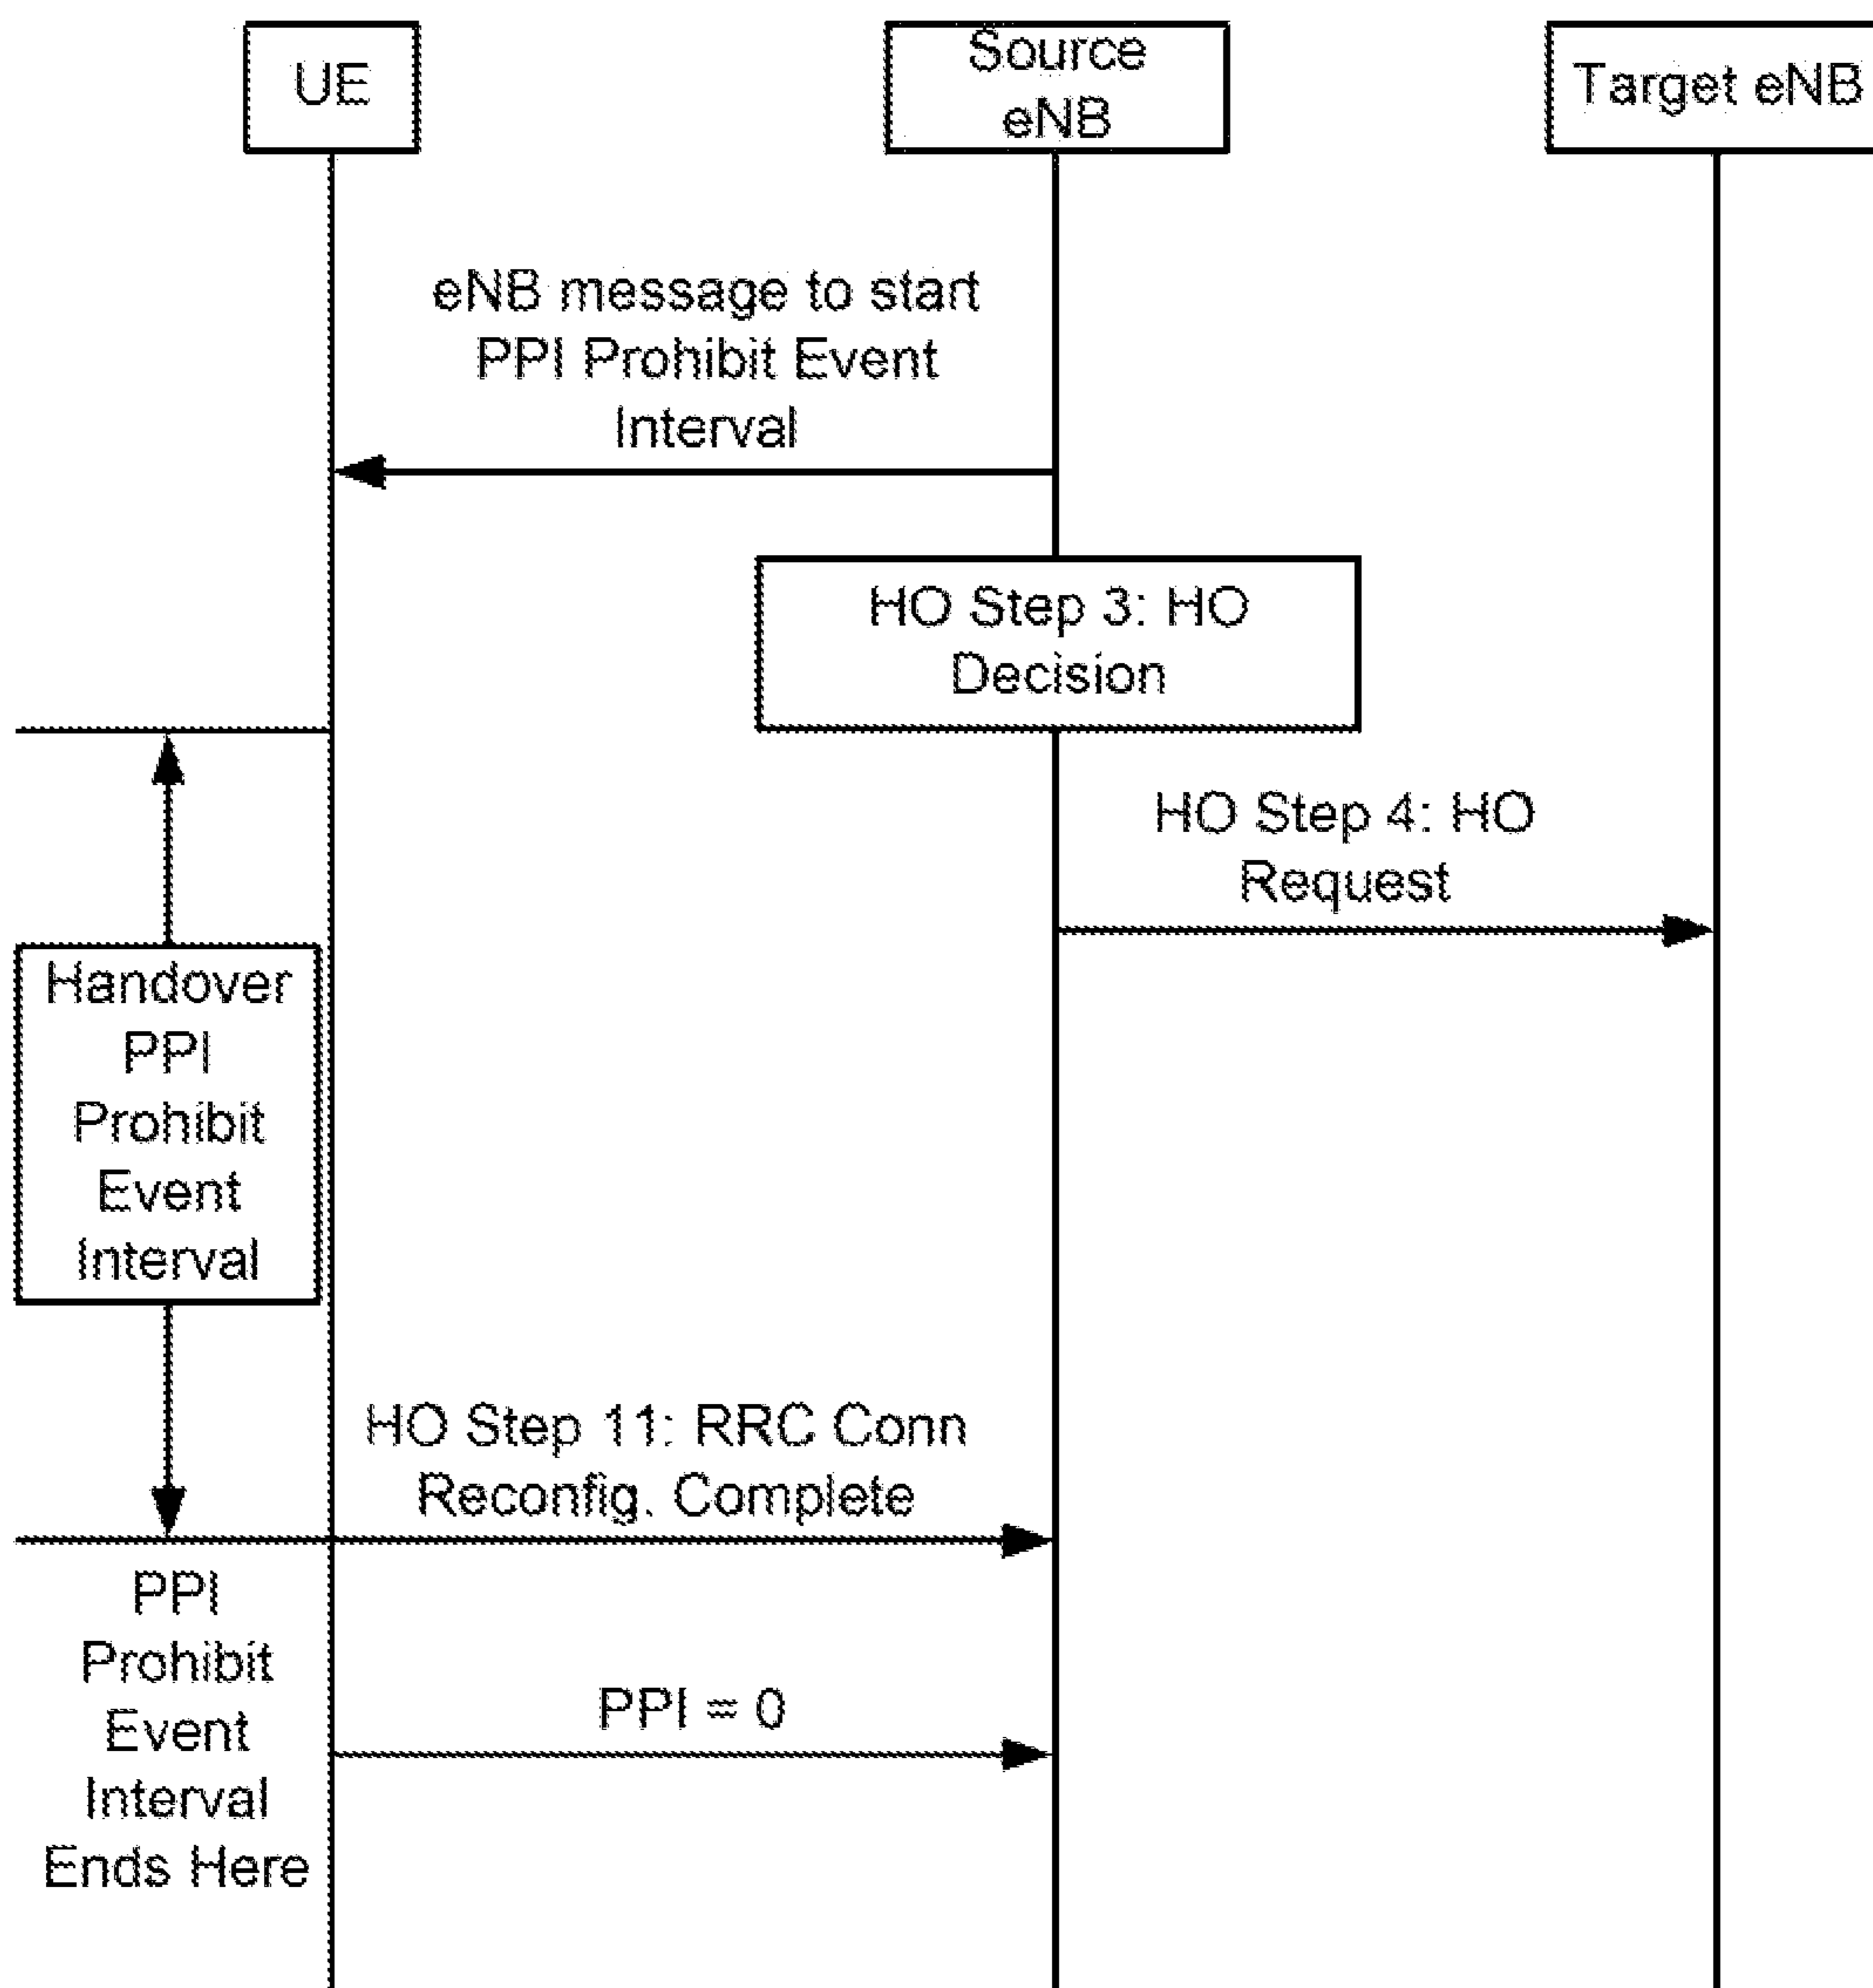 UE
Source
eNB
Target eNB
eNB message to start
PPI Prohibit Event
Interval
HO Step 3: HO
Decision
HO Step 4: HO
Request
Handover
PPI
Prohibit
Event
Interval
HO Step 11: RRC Conn
Reconfig. Complete
PPI
Prohibit
Event
Interval
Ends Here
PPI = 0